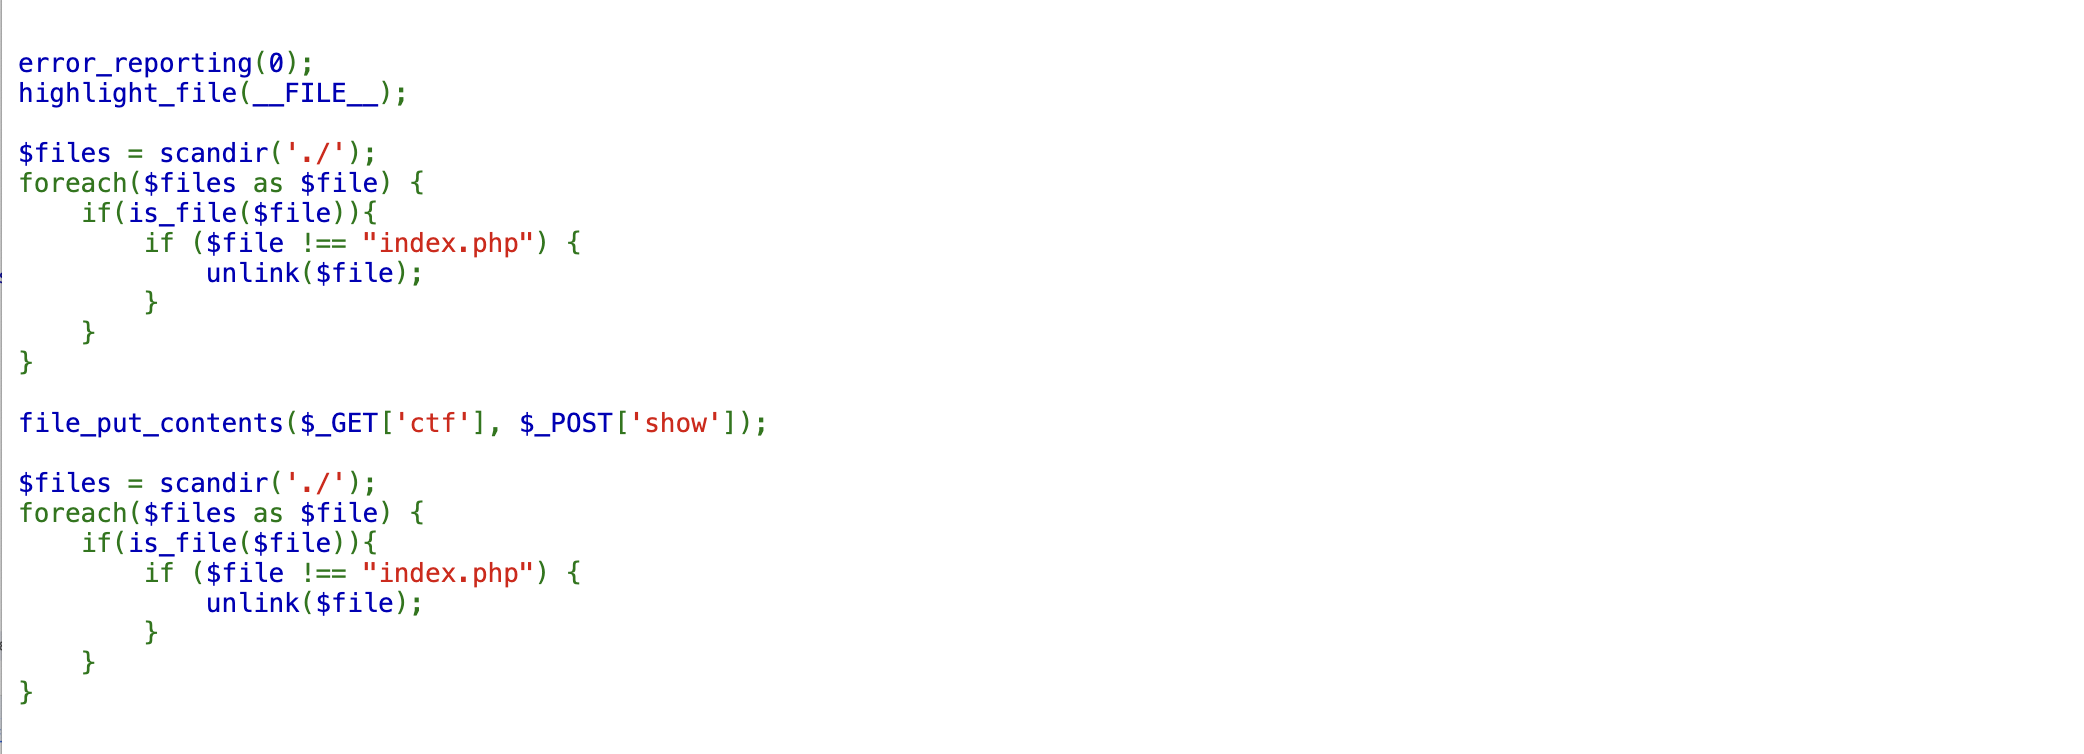 error_reporting(0);
highlight_file(__FILE__);
$files = scandir('./');
foreach($files as $file) {
    if(is_file($file)){
        if ($file !== "index.php") {
            unlink($file);
        }
    }
}
file_put_contents($_GET['ctf'], $_POST['show']);
$files = scandir('./');
foreach($files as $file) {
    if(is_file($file)){
        if ($file !== "index.php") {
            unlink($file);
        }
    }
}